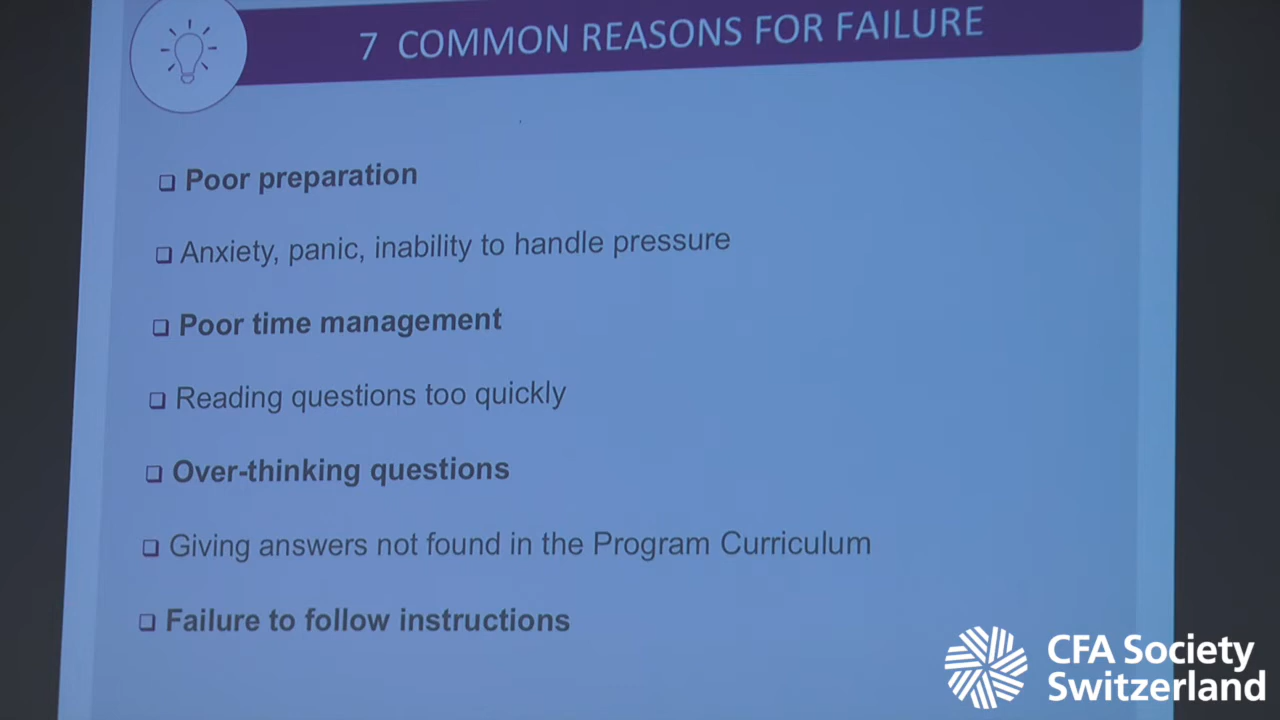 7 COMMON REASONS FOR FAILURE
Poor preparation
Anxiety, panic, inability to handle pressure
Poor time management
Reading questions too quickly
Over-thinking questions
Giving answers not found in the Program Curriculum
Failure to follow instructions
CFA Society
Switzerland